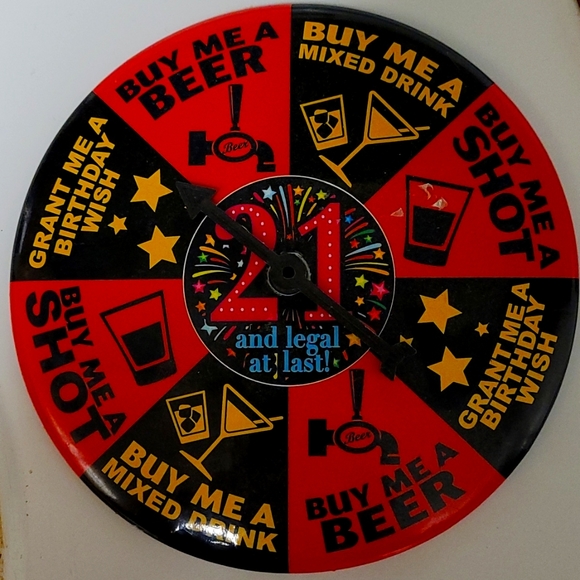 BUY ME A
BEER
Beer
BUY ME A
MIXED DRINK
BUY ME A
SHOT
GRANT ME A
BIRTHDAY
WISH
BUY ME A
BEER
Beer
BUY ME A
MIXED DRINK
BUY ME A
SHOT
GRANT ME A
BIRTHDAY
WISH
21
and legal
at last!